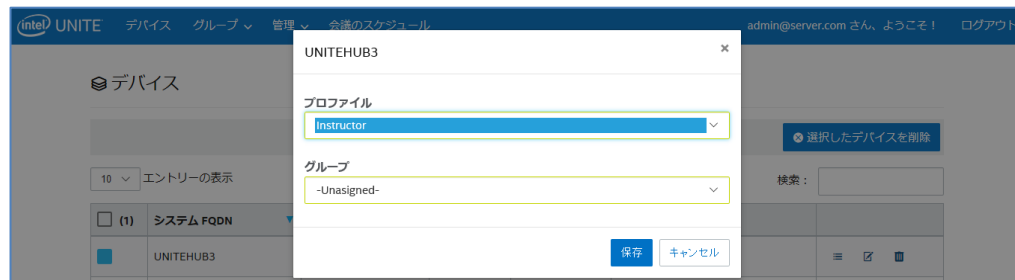 intel UNITE デバイス グループ 管理 会議のスケジュール admin@server.com さん、ようこそ! ログアウト
UNITEHUB3 ×
デバイス
プロファイル
Instructor
選択したデバイスを削除
グループ
10 エントリーの表示
-Unasigned-
検索:
(1) システム FQDN
保存 キャンセル
UNITEHUB3